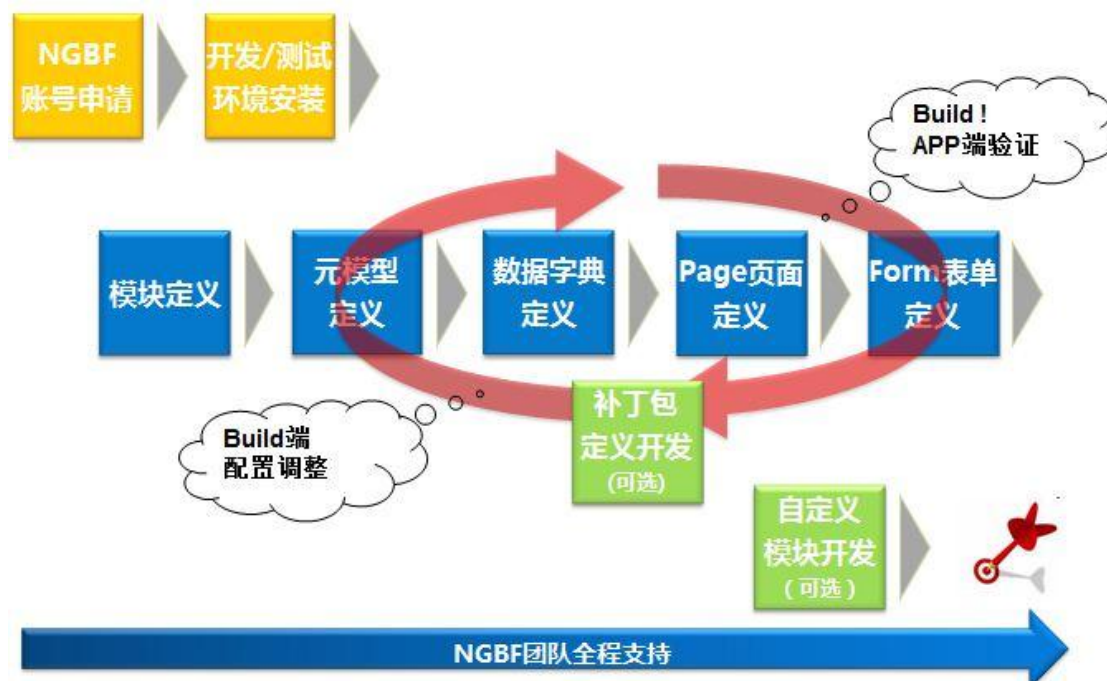 NGBF
账号申请
开发/测试
环境安装
Build !
APP端验证
模块定义
元模型
定义
数据字典
定义
Page页面
定义
Form表单
定义
补丁包
定义开发
(可选)
Build端
配置调整
自定义
模块开发
(可选)
NGBF团队全程支持